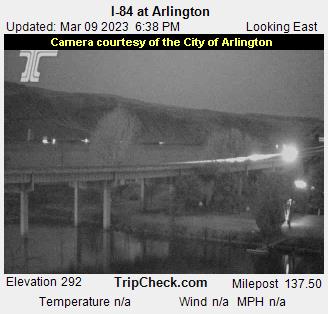 I-84 at Arlington
Updated: Mar 09 2023 6:38 PM Looking East
Camera courtesy of the City of Arlington
Elevation 292 TripCheck.com Milepost 137.50
Temperature n/a Wind n/a MPH n/a